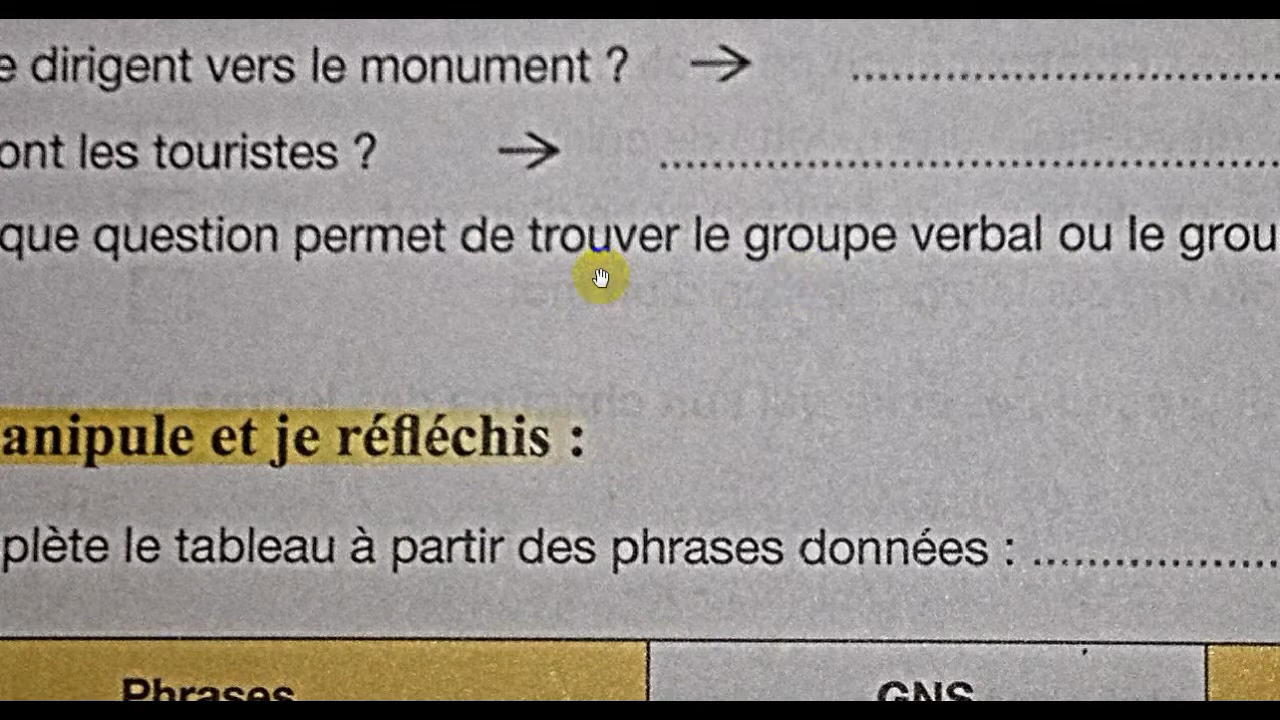 e dirigent vers le monument ? → ........................................
ont les touristes ? → ........................................
que question permet de trouver le groupe verbal ou le grou
anipule et je réfléchis :
plète le tableau à partir des phrases données : ....................
Phrases GNS